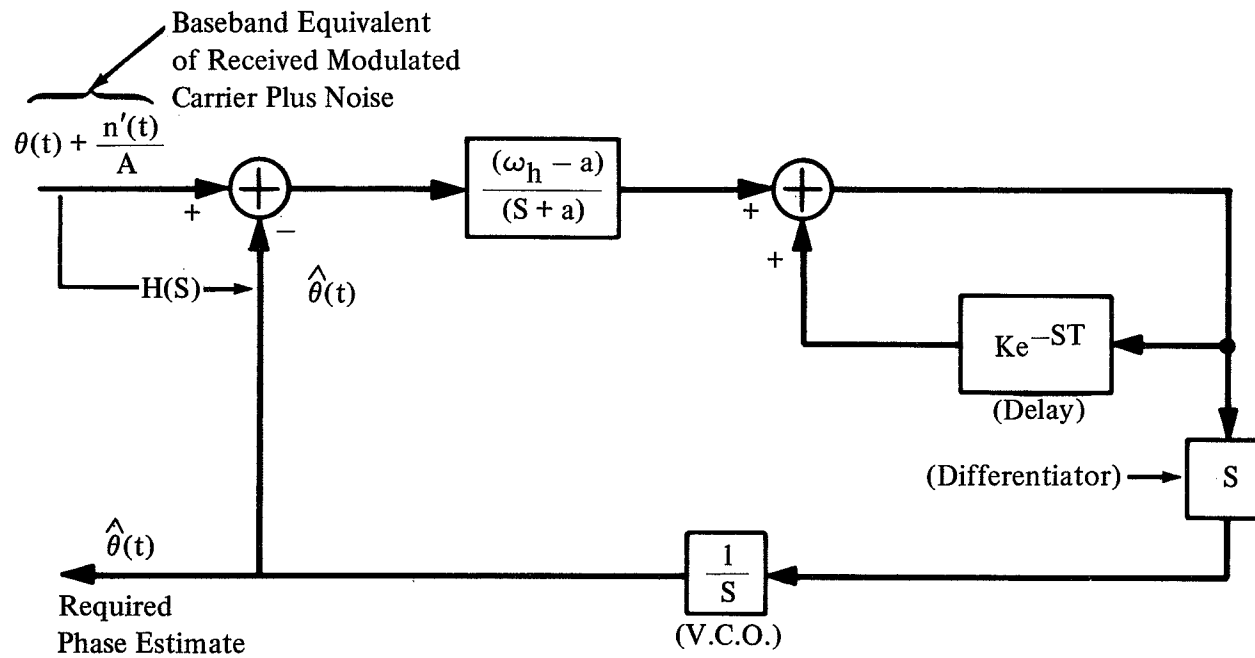 Baseband Equivalent
of Received Modulated
Carrier Plus Noise
θ(t) + n'(t)
A
+
+
−
(ω_h − a)
(S + a)
+
+
+
H(S)
θ̂(t)
Ke^−ST
(Delay)
(Differentiator)
S
θ̂(t)
1
S
(V.C.O.)
Required
Phase Estimate